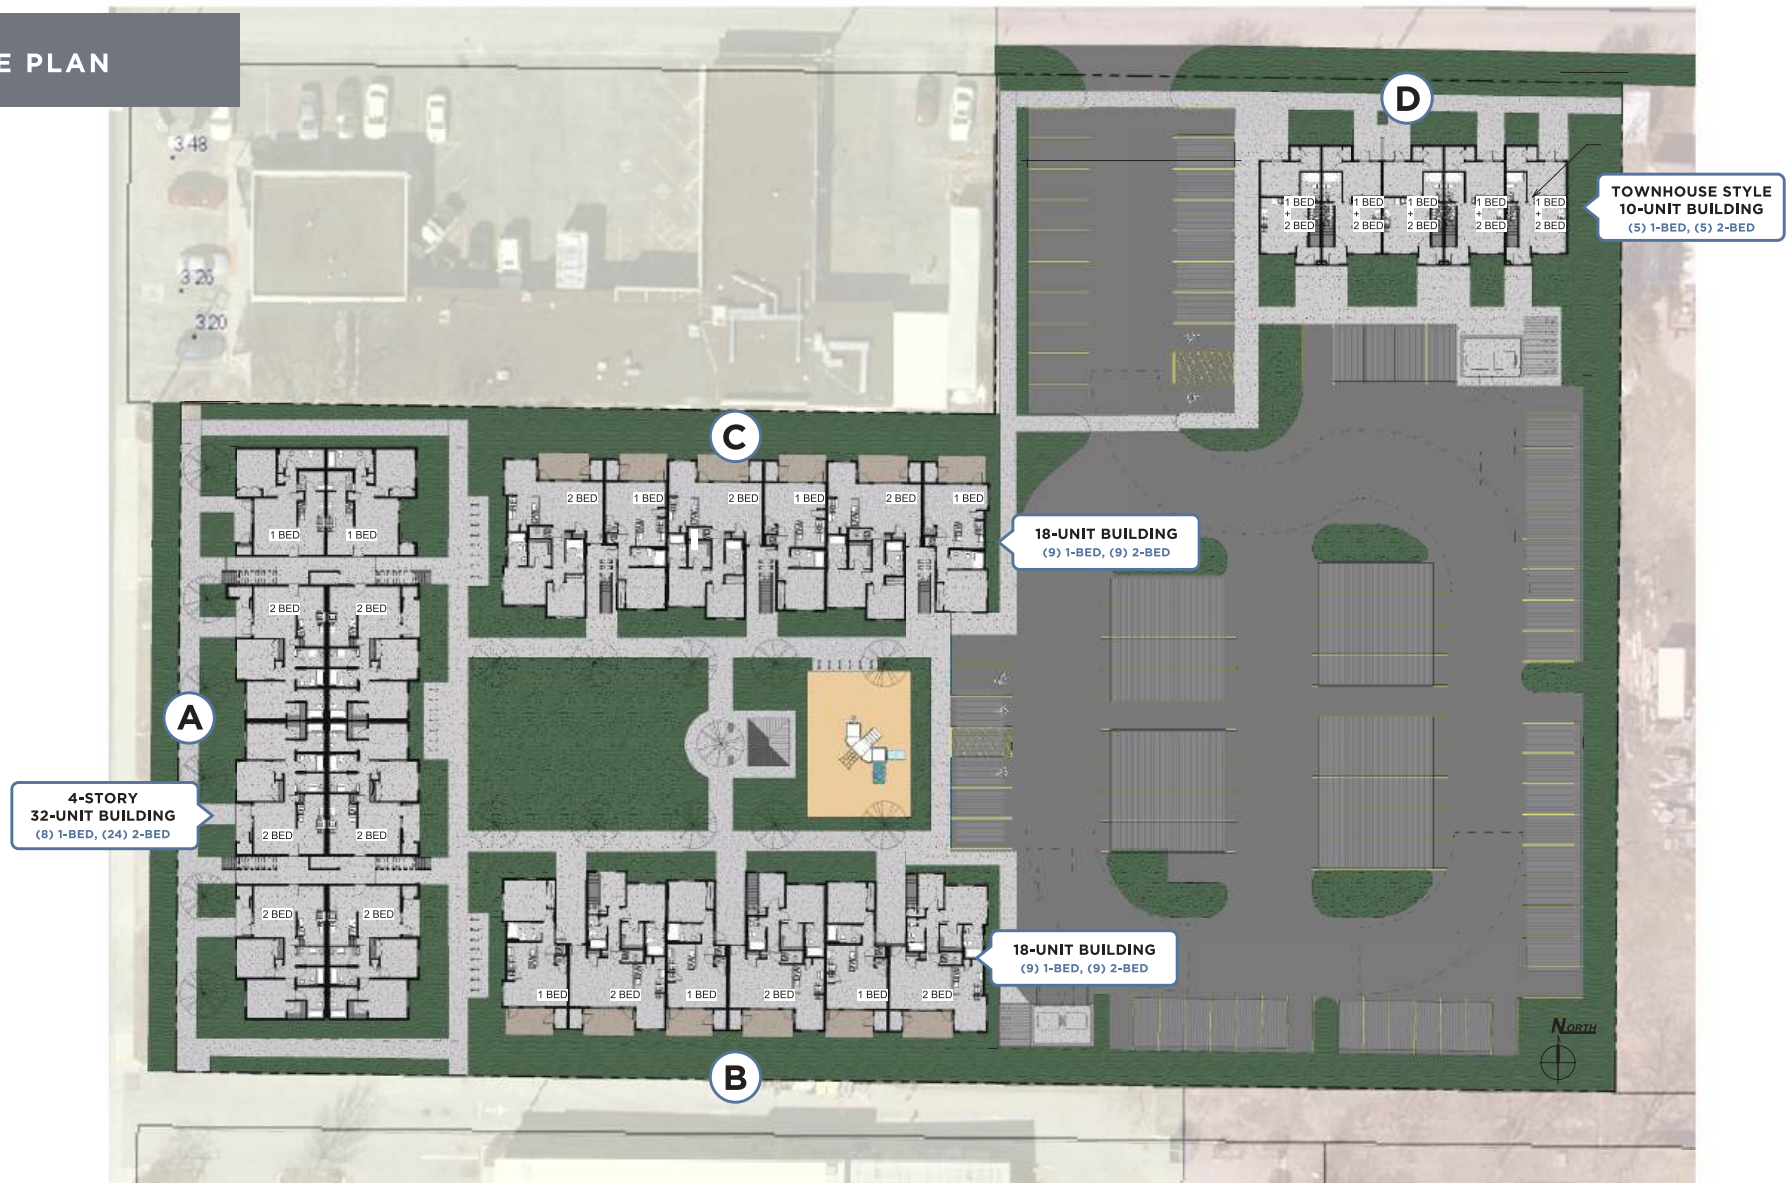 E PLAN
D
TOWNHOUSE STYLE
10-UNIT BUILDING
(5) 1-BED, (5) 2-BED
1 BED
+
2 BED
1 BED
+
2 BED
1 BED
+
2 BED
1 BED
+
2 BED
1 BED
+
2 BED
3.48
3.26
3.20
C
2 BED
1 BED
2 BED
1 BED
2 BED
1 BED
18-UNIT BUILDING
(9) 1-BED, (9) 2-BED
1 BED
1 BED
2 BED
2 BED
A
4-STORY
32-UNIT BUILDING
(8) 1-BED, (24) 2-BED
2 BED
2 BED
2 BED
2 BED
18-UNIT BUILDING
(9) 1-BED, (9) 2-BED
1 BED
2 BED
1 BED
2 BED
1 BED
2 BED
B
NORTH